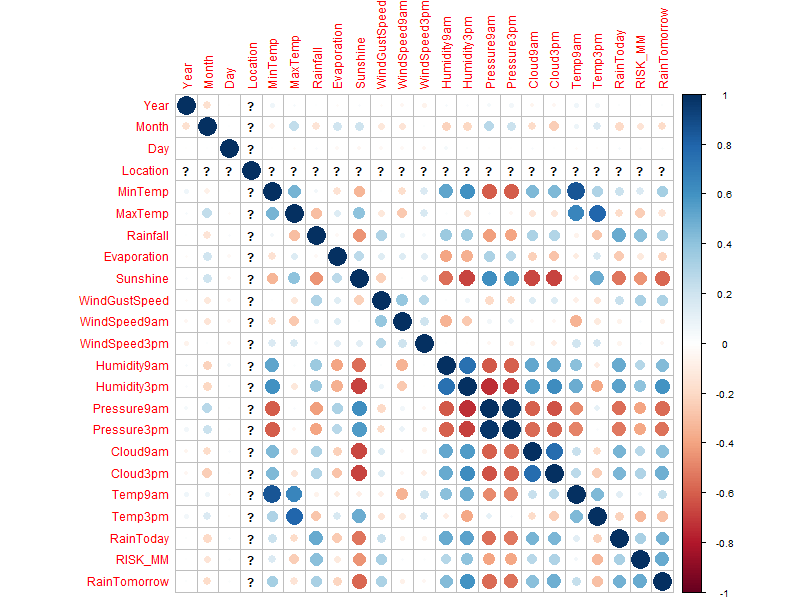 Year
Month
Day
Location
MinTemp
MaxTemp
Rainfall
Evaporation
Sunshine
WindGustSpeed
WindSpeed9am
WindSpeed3pm
Humidity9am
Humidity3pm
Pressure9am
Pressure3pm
Cloud9am
Cloud3pm
Temp9am
Temp3pm
RainToday
RISK_MM
RainTomorrow
Year ?
Month ?
Day ?
Location ? ? ? ? ? ? ? ? ? ? ? ? ? ? ? ? ? ? ? ? ? ?
MinTemp ?
MaxTemp ?
Rainfall ?
Evaporation ?
Sunshine ?
WindGustSpeed ?
WindSpeed9am ?
WindSpeed3pm ?
Humidity9am ?
Humidity3pm ?
Pressure9am ?
Pressure3pm ?
Cloud9am ?
Cloud3pm ?
Temp9am ?
Temp3pm ?
RainToday ?
RISK_MM ?
RainTomorrow ?
1
0.8
0.6
0.4
0.2
0
-0.2
-0.4
-0.6
-0.8
-1